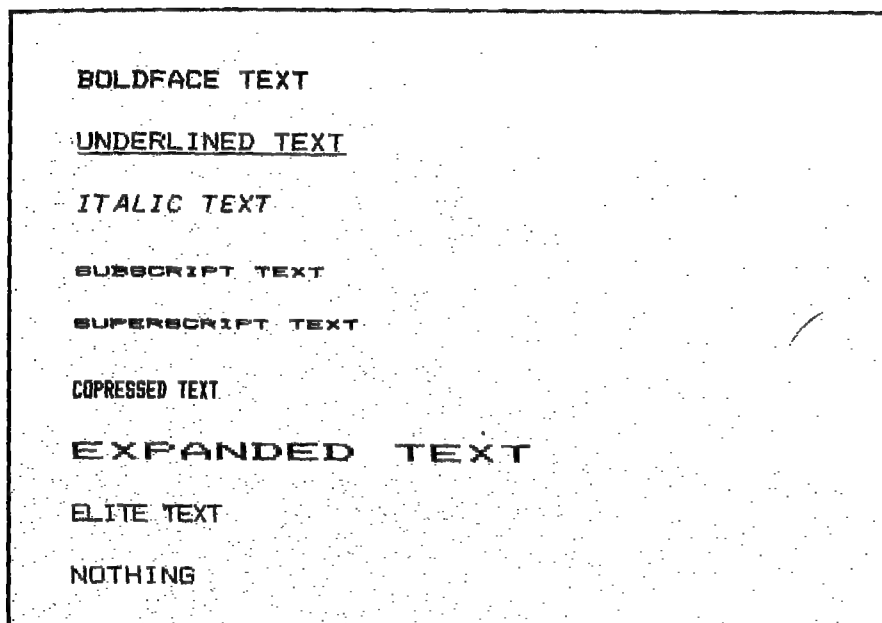 BOLDFACE TEXT
UNDERLINED TEXT
ITALIC TEXT
SUBSCRIPT TEXT
SUPERSCRIPT TEXT
COPRESSED TEXT
EXPANDED TEXT
ELITE TEXT
NOTHING